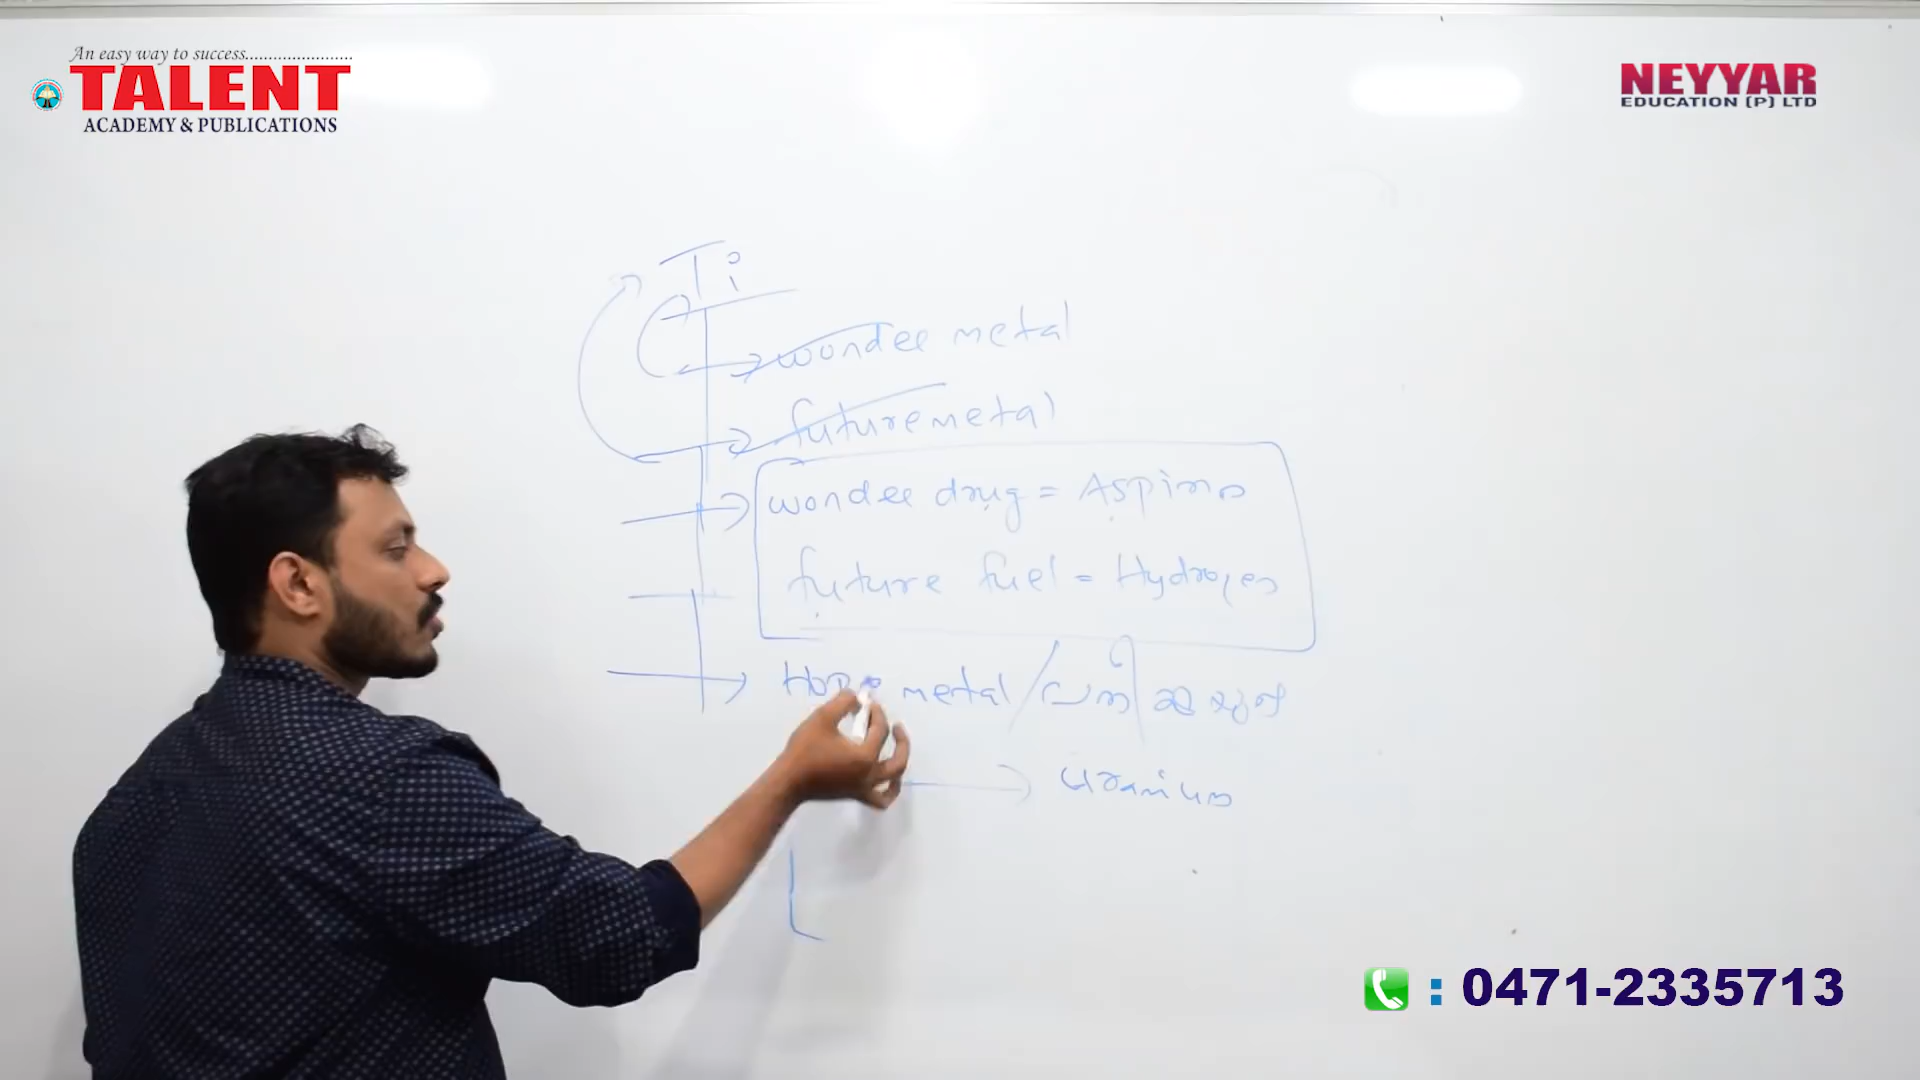 An easy way to success......................
TALENT
ACADEMY & PUBLICATIONS
NEYYAR
EDUCATION (P) LTD
Ti
wonder metal
future metal
wonder drug = Aspirin
future fuel = Hydrogen
Hope metal /
Uranium
: 0471-2335713